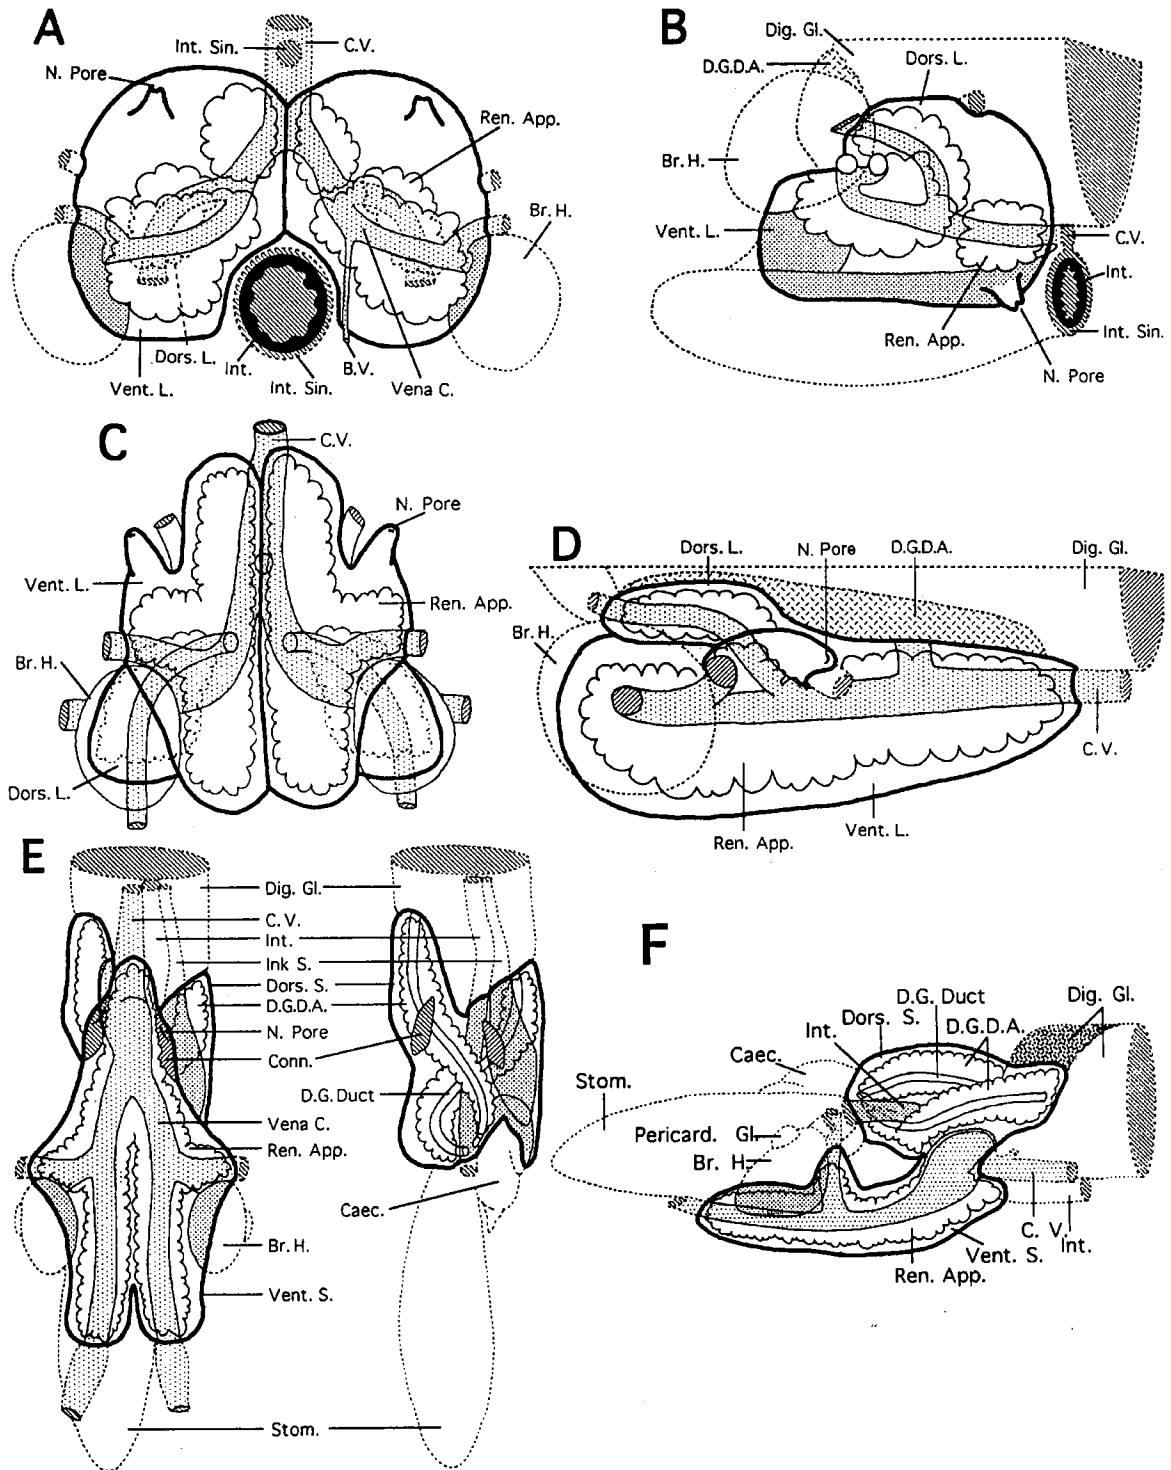 A
Int. Sin.
C.V.
N. Pore
Ren. App.
Br. H.
Dors. L.
Int.
B.V.
Vent. L.
Int. Sin.
Vena C.
B
Dig. Gl.
D.G.D.A.
Dors. L.
Br. H.
Vent. L.
C.V.
Int.
Int. Sin.
Ren. App.
N. Pore
C
C.V.
N. Pore
Vent. L.
Ren. App.
Br. H.
Dors. L.
D
Dors. L.
N. Pore
D.G.D.A.
Dig. Gl.
Br. H.
C. V.
Vent. L.
Ren. App.
E
Dig. Gl.
C. V.
Int.
Ink S.
Dors. S.
D.G.D.A.
N. Pore
Conn.
D.G. Duct
Vena C.
Ren. App.
Caec.
Br. H.
Vent. S.
Stom.
F
D.G. Duct
Dig. Gl.
Dors. S.
D.G.D.A.
Int.
Caec.
Stom.
Pericard. Gl.
Br. H.
C. V.
Int.
Vent. S.
Ren. App.